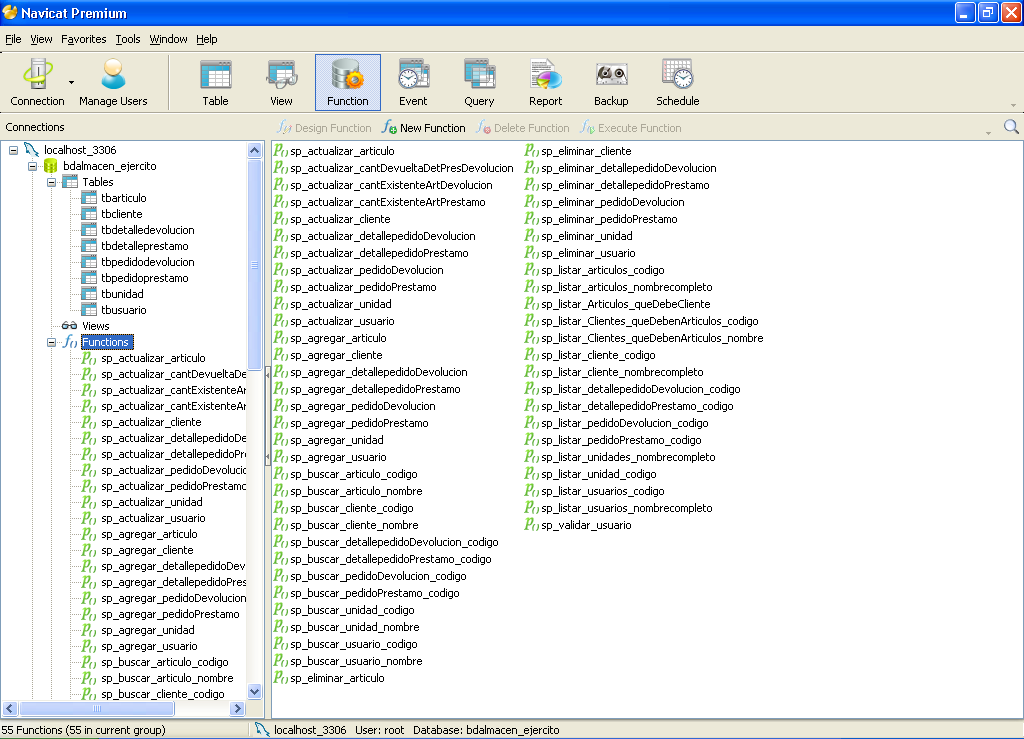 Navicat Premium
File View Favorites Tools Window Help
Connection Manage Users Table View Function Event Query Report Backup Schedule
Connections
Design Function New Function Delete Function Execute Function
localhost_3306
bdalmacen_ejercito
Tables
tbarticulo
tbcliente
tbdetalledevolucion
tbdetalleprestamo
tbpedidodevolucion
tbpedidoprestamo
tbunidad
tbusuario
Views
Functions
sp_actualizar_articulo
sp_actualizar_cantDevueltaDe
sp_actualizar_cantExistenteAr
sp_actualizar_cantExistenteAr
sp_actualizar_cliente
sp_actualizar_detallepedidoDe
sp_actualizar_detallepedidoPr
sp_actualizar_pedidoDevolucio
sp_actualizar_pedidoPrestamo
sp_actualizar_unidad
sp_actualizar_usuario
sp_agregar_articulo
sp_agregar_cliente
sp_agregar_detallepedidoDev
sp_agregar_detallepedidoPres
sp_agregar_pedidoDevolucion
sp_agregar_pedidoPrestamo
sp_agregar_unidad
sp_agregar_usuario
sp_buscar_articulo_codigo
sp_buscar_articulo_nombre
sp_buscar_cliente_codigo
sp_actualizar_articulo
sp_actualizar_cantDevueltaDetPresDevolucion
sp_actualizar_cantExistenteArtDevolucion
sp_actualizar_cantExistenteArtPrestamo
sp_actualizar_cliente
sp_actualizar_detallepedidoDevolucion
sp_actualizar_detallepedidoPrestamo
sp_actualizar_pedidoDevolucion
sp_actualizar_pedidoPrestamo
sp_actualizar_unidad
sp_actualizar_usuario
sp_agregar_articulo
sp_agregar_cliente
sp_agregar_detallepedidoDevolucion
sp_agregar_detallepedidoPrestamo
sp_agregar_pedidoDevolucion
sp_agregar_pedidoPrestamo
sp_agregar_unidad
sp_agregar_usuario
sp_buscar_articulo_codigo
sp_buscar_articulo_nombre
sp_buscar_cliente_codigo
sp_buscar_cliente_nombre
sp_buscar_detallepedidoDevolucion_codigo
sp_buscar_detallepedidoPrestamo_codigo
sp_buscar_pedidoDevolucion_codigo
sp_buscar_pedidoPrestamo_codigo
sp_buscar_unidad_codigo
sp_buscar_unidad_nombre
sp_buscar_usuario_codigo
sp_buscar_usuario_nombre
sp_eliminar_articulo
sp_eliminar_cliente
sp_eliminar_detallepedidoDevolucion
sp_eliminar_detallepedidoPrestamo
sp_eliminar_pedidoDevolucion
sp_eliminar_pedidoPrestamo
sp_eliminar_unidad
sp_eliminar_usuario
sp_listar_articulos_codigo
sp_listar_articulos_nombrecompleto
sp_listar_Articulos_queDebeCliente
sp_listar_Clientes_queDebenArticulos_codigo
sp_listar_Clientes_queDebenArticulos_nombre
sp_listar_cliente_codigo
sp_listar_cliente_nombrecompleto
sp_listar_detallepedidoDevolucion_codigo
sp_listar_detallepedidoPrestamo_codigo
sp_listar_pedidoDevolucion_codigo
sp_listar_pedidoPrestamo_codigo
sp_listar_unidades_nombrecompleto
sp_listar_unidad_codigo
sp_listar_usuarios_codigo
sp_listar_usuarios_nombrecompleto
sp_validar_usuario
55 Functions (55 in current group) localhost_3306 User: root Database: bdalmacen_ejercito